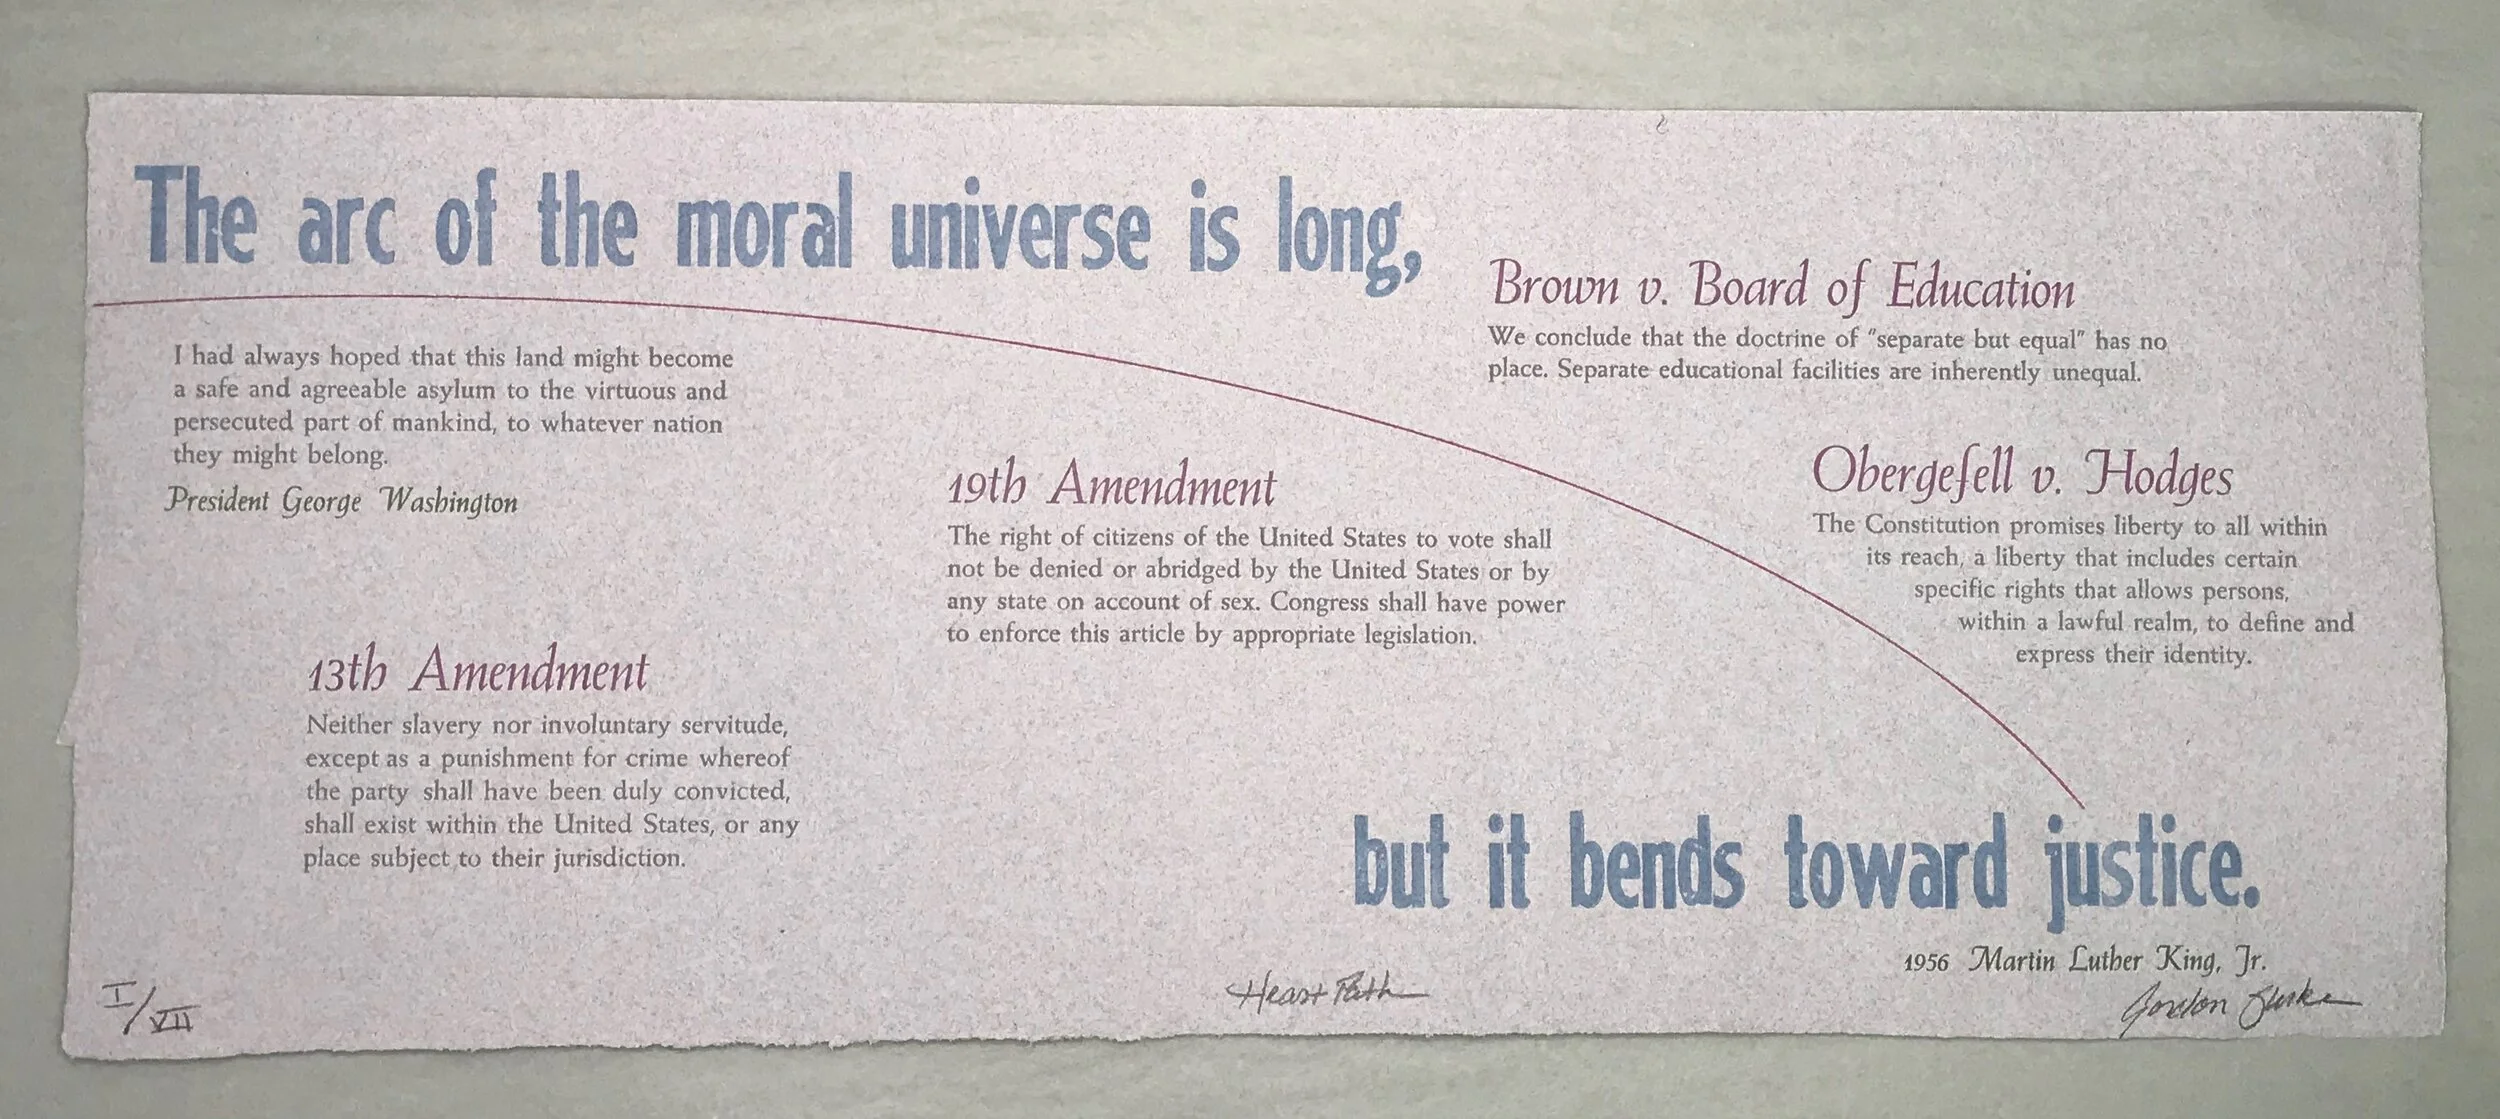 The arc of the moral universe is long,
I had always hoped that this land might become
a safe and agreeable asylum to the virtuous and
persecuted part of mankind, to whatever nation
they might belong.
President George Washington
13th Amendment
Neither slavery nor involuntary servitude,
except as a punishment for crime whereof
the party shall have been duly convicted,
shall exist within the United States, or any
place subject to their jurisdiction.
19th Amendment
The right of citizens of the United States to vote shall
not be denied or abridged by the United States or by
any state on account of sex. Congress shall have power
to enforce this article by appropriate legislation.
Brown v. Board of Education
We conclude that the doctrine of "separate but equal" has no
place. Separate educational facilities are inherently unequal.
Obergefell v. Hodges
The Constitution promises liberty to all within
its reach, a liberty that includes certain
specific rights that allows persons,
within a lawful realm, to define and
express their identity.
but it bends toward justice.
1956 Martin Luther King, Jr.
I/VII
Heart Path
Gordon